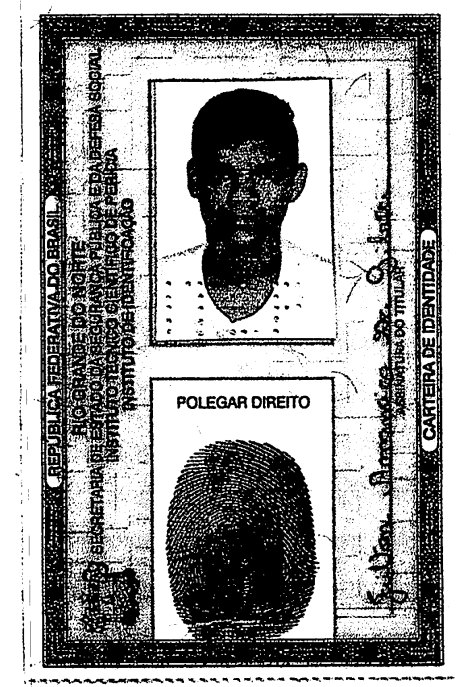 REPÚBLICA FEDERATIVA DO BRASIL
RIO GRANDE DO NORTE
SECRETARIA DE ESTADO DA SEGURANÇA PÚBLICA E DA DEFESA SOCIAL
INSTITUTO TÉCNICO CIENTÍFICO DE PERÍCIA
INSTITUTO DE IDENTIFICAÇÃO
POLEGAR DIREITO
ASSINATURA DO TITULAR
CARTEIRA DE IDENTIDADE